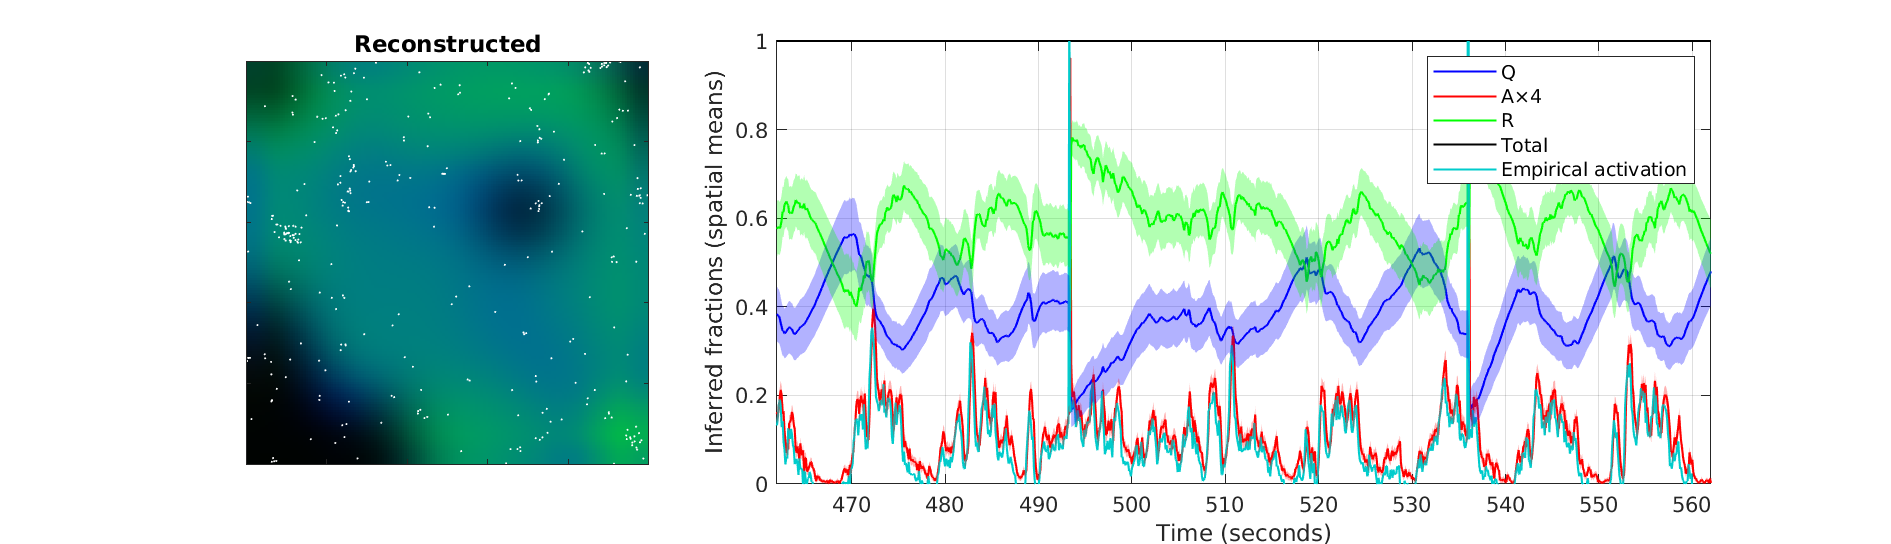 Reconstructed
Inferred fractions (spatial means)
1
0.8
0.6
0.4
0.2
0
Q
A×4
R
Total
Empirical activation
470 480 490 500 510 520 530 540 550 560
Time (seconds)